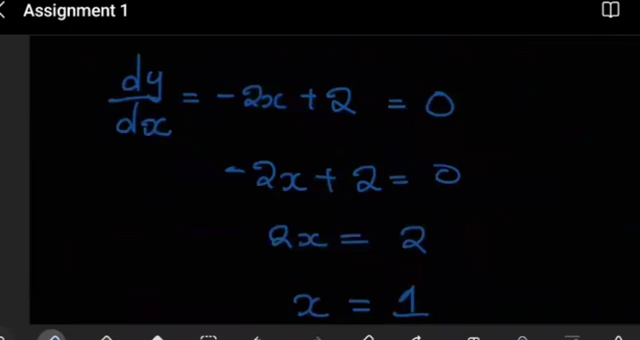 Assignment 1
dy/dx = -2x + 2 = 0
-2x + 2 = 0
2x = 2
x = 1